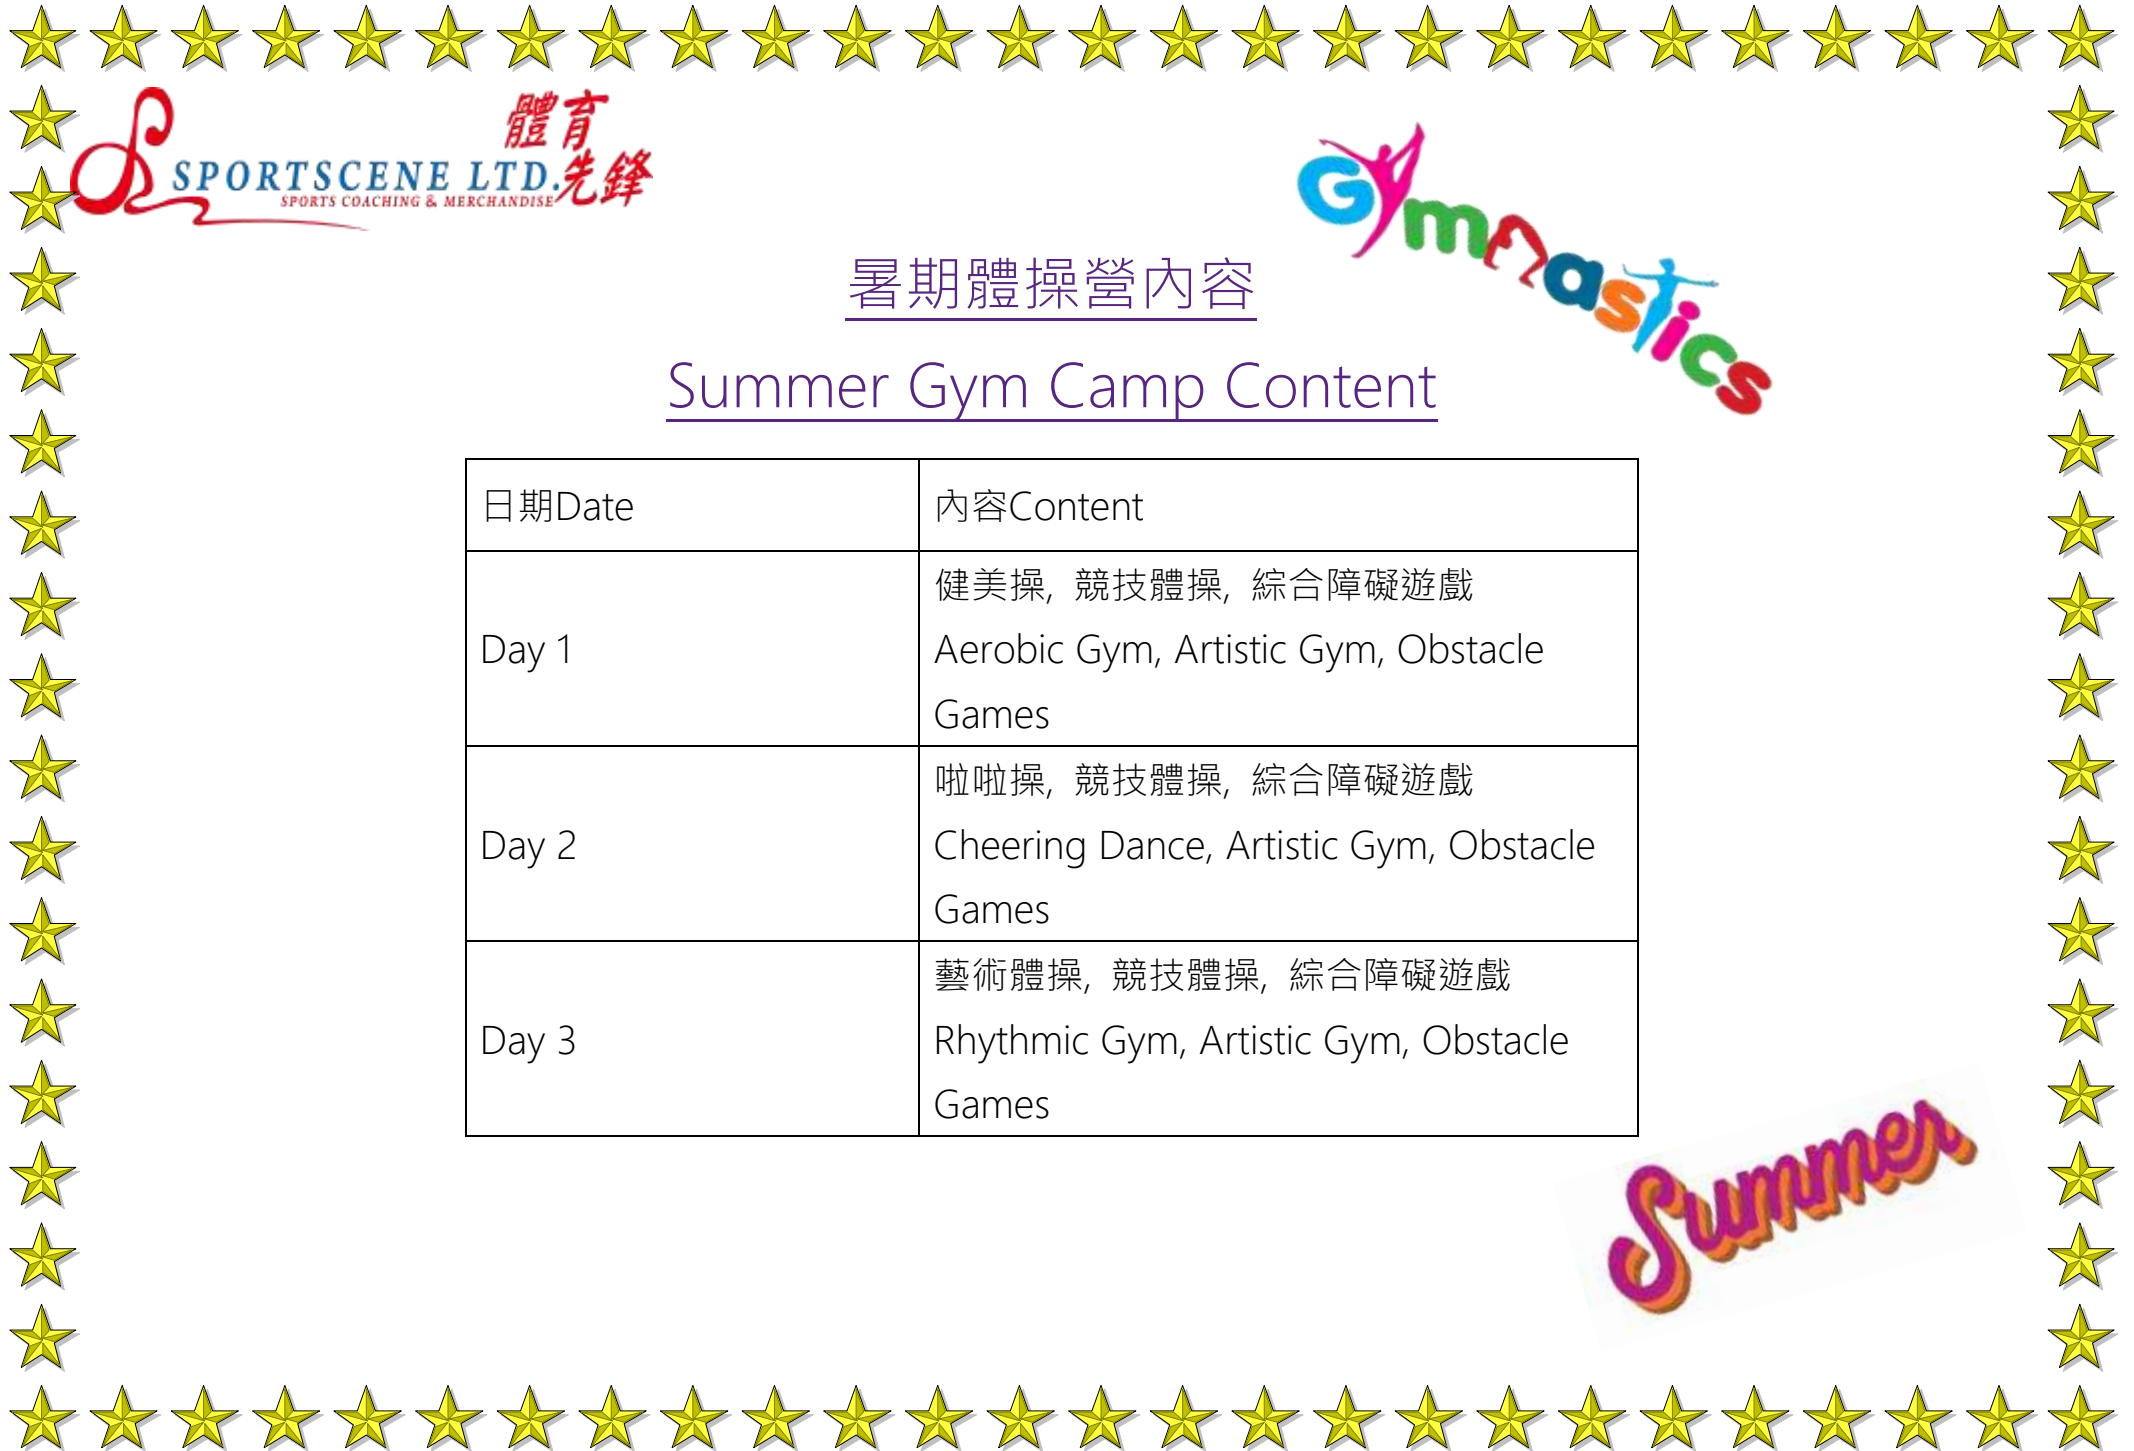 體育
SPORTSCENE LTD.先鋒
SPORTS COACHING & MERCHANDISE
Gymnastics
暑期體操營內容
Summer Gym Camp Content
日期Date
內容Content
Day 1
健美操, 競技體操, 綜合障礙遊戲
Aerobic Gym, Artistic Gym, Obstacle
Games
Day 2
啦啦操, 競技體操, 綜合障礙遊戲
Cheering Dance, Artistic Gym, Obstacle
Games
Day 3
藝術體操, 競技體操, 綜合障礙遊戲
Rhythmic Gym, Artistic Gym, Obstacle
Games
Summer